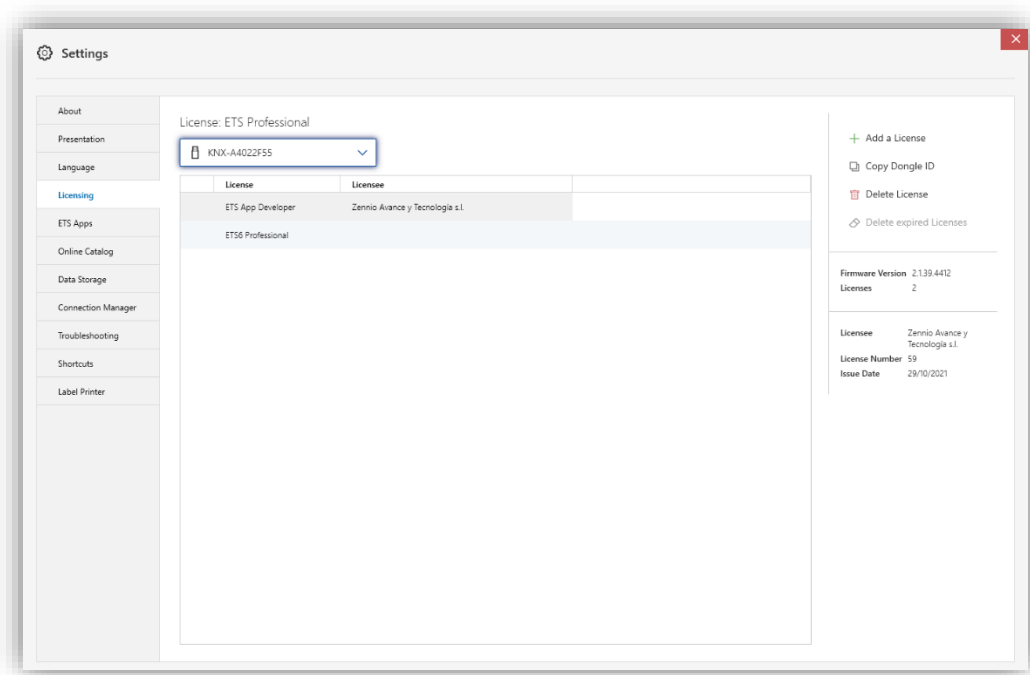 Settings
About
Presentation
Language
Licensing
ETS Apps
Online Catalog
Data Storage
Connection Manager
Troubleshooting
Shortcuts
Label Printer
License: ETS Professional
KNX-A4022F55
License Licensee
ETS App Developer Zennio Avance y Tecnología s.l.
ETS6 Professional
Add a License
Copy Dongle ID
Delete License
Delete expired Licenses
Firmware Version 2.1.39.4412
Licenses 2
Licensee Zennio Avance y
Tecnología s.l.
License Number 59
Issue Date 29/10/2021